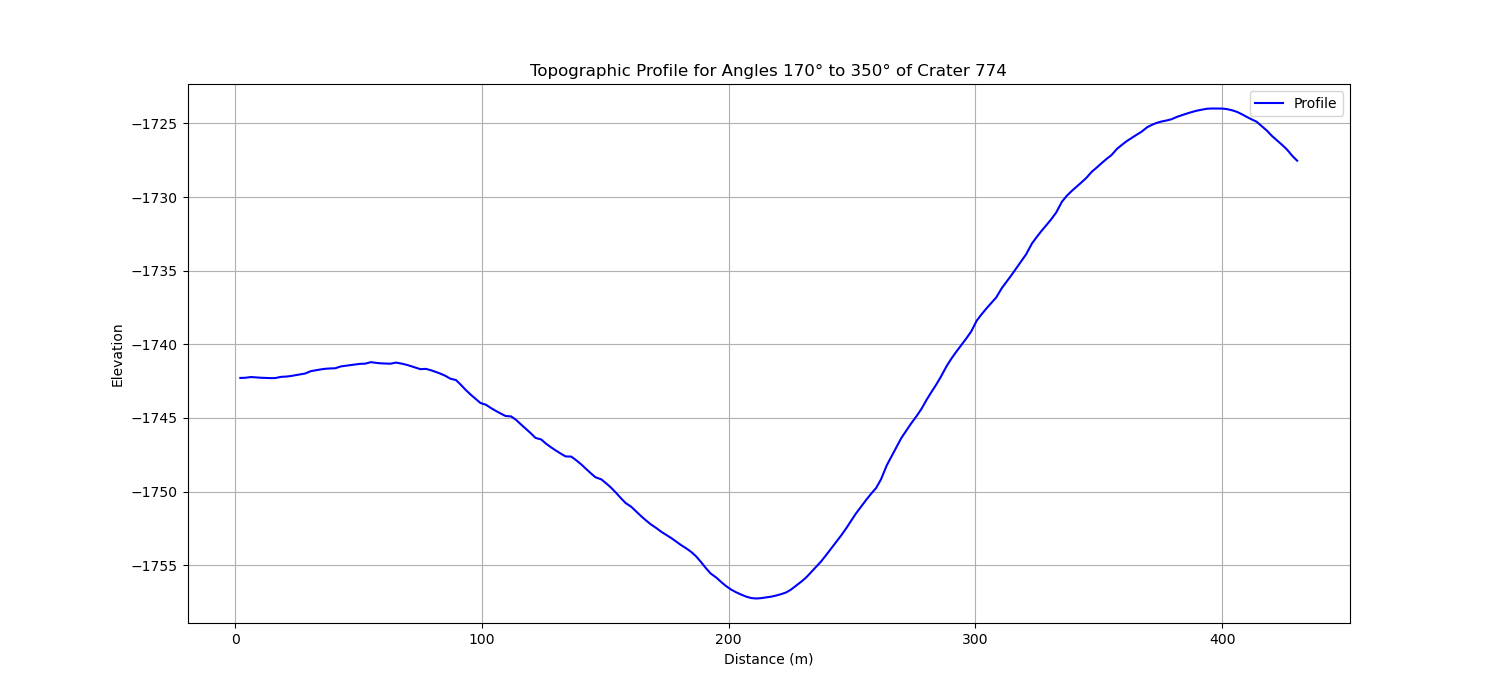 Topographic Profile for Angles 170° to 350° of Crater 774
Profile
−1725
−1730
−1735
−1740
−1745
−1750
−1755
Elevation
0 100 200 300 400
Distance (m)